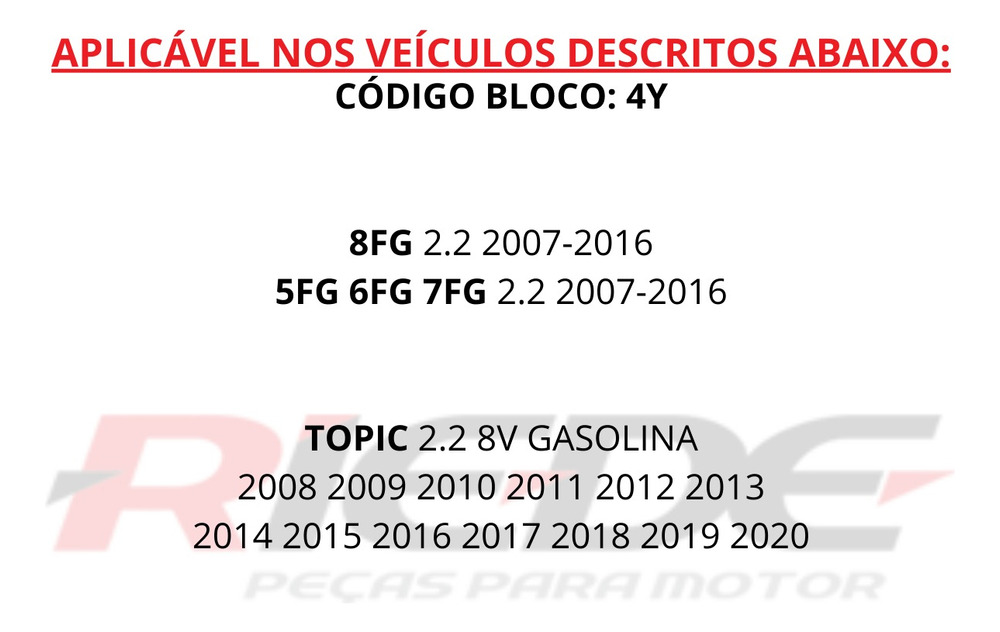 APLICÁVEL NOS VEÍCULOS DESCRITOS ABAIXO:
CÓDIGO BLOCO: 4Y
8FG 2.2 2007-2016
5FG 6FG 7FG 2.2 2007-2016
RIEDE
TOPIC 2.2 8V GASOLINA
2008 2009 2010 2011 2012 2013
2014 2015 2016 2017 2018 2019 2020
PEÇAS PARA MOTOR